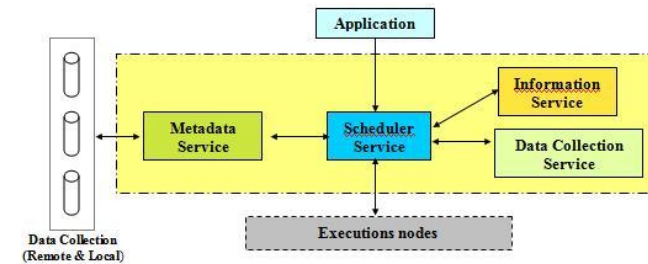 Application
Information
Service
Metadata
Service
Scheduler
Service
Data Collection
Service
Executions nodes
Data Collection
(Remote & Local)